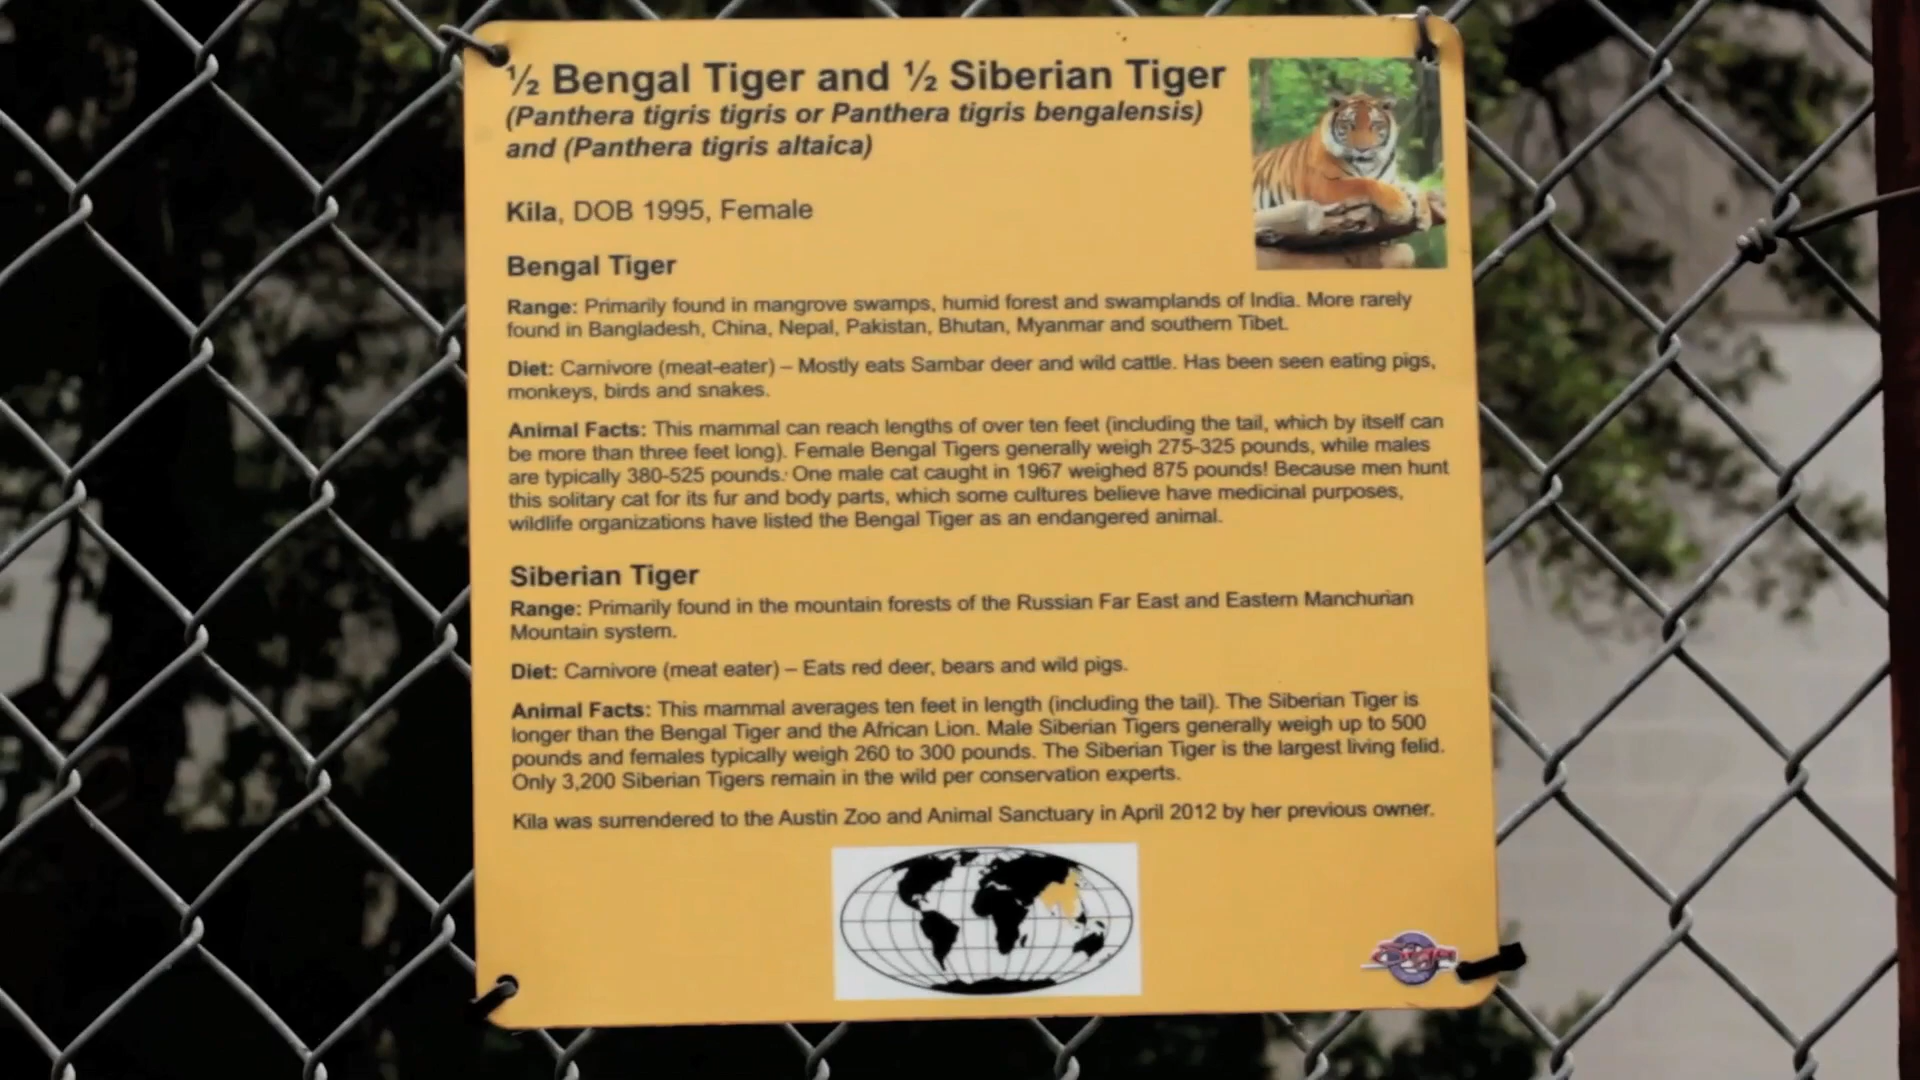 ½ Bengal Tiger and ½ Siberian Tiger
(Panthera tigris tigris or Panthera tigris bengalensis)
and (Panthera tigris altaica)
Kila, DOB 1995, Female
Bengal Tiger
Range: Primarily found in mangrove swamps, humid forest and swamplands of India. More rarely
found in Bangladesh, China, Nepal, Pakistan, Bhutan, Myanmar and southern Tibet.
Diet: Carnivore (meat-eater) – Mostly eats Sambar deer and wild cattle. Has been seen eating pigs,
monkeys, birds and snakes.
Animal Facts: This mammal can reach lengths of over ten feet (including the tail, which by itself can
be more than three feet long). Female Bengal Tigers generally weigh 275-325 pounds, while males
are typically 380-525 pounds. One male cat caught in 1967 weighed 875 pounds! Because men hunt
this solitary cat for its fur and body parts, which some cultures believe have medicinal purposes,
wildlife organizations have listed the Bengal Tiger as an endangered animal.
Siberian Tiger
Range: Primarily found in the mountain forests of the Russian Far East and Eastern Manchurian
Mountain system.
Diet: Carnivore (meat eater) – Eats red deer, bears and wild pigs.
Animal Facts: This mammal averages ten feet in length (including the tail). The Siberian Tiger is
longer than the Bengal Tiger and the African Lion. Male Siberian Tigers generally weigh up to 500
pounds and females typically weigh 260 to 300 pounds. The Siberian Tiger is the largest living felid.
Only 3,200 Siberian Tigers remain in the wild per conservation experts.
Kila was surrendered to the Austin Zoo and Animal Sanctuary in April 2012 by her previous owner.